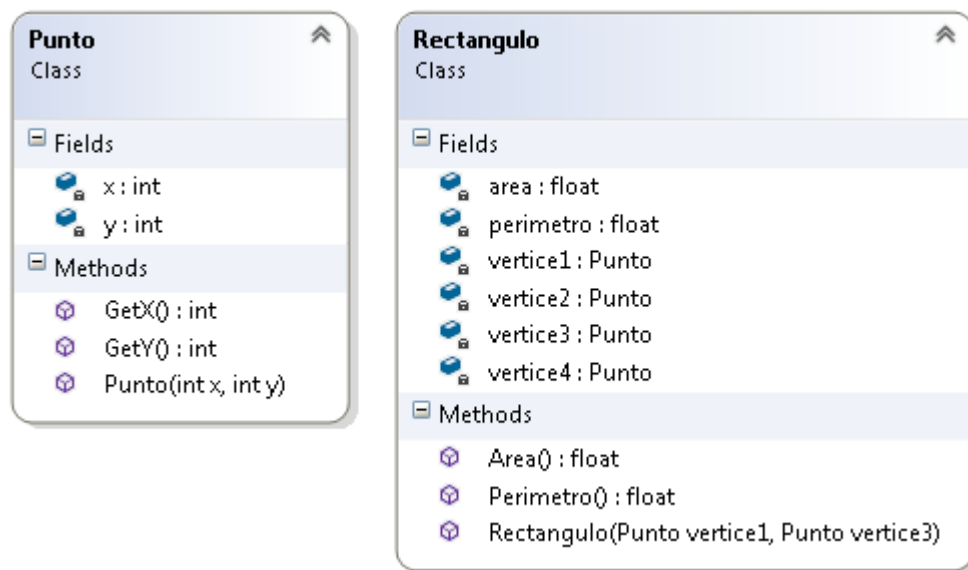 Punto
Class
Fields
x : int
y : int
Methods
GetX() : int
GetY() : int
Punto(int x, int y)
Rectangulo
Class
Fields
area : float
perimetro : float
vertice1 : Punto
vertice2 : Punto
vertice3 : Punto
vertice4 : Punto
Methods
Area() : float
Perimetro() : float
Rectangulo(Punto vertice1, Punto vertice3)